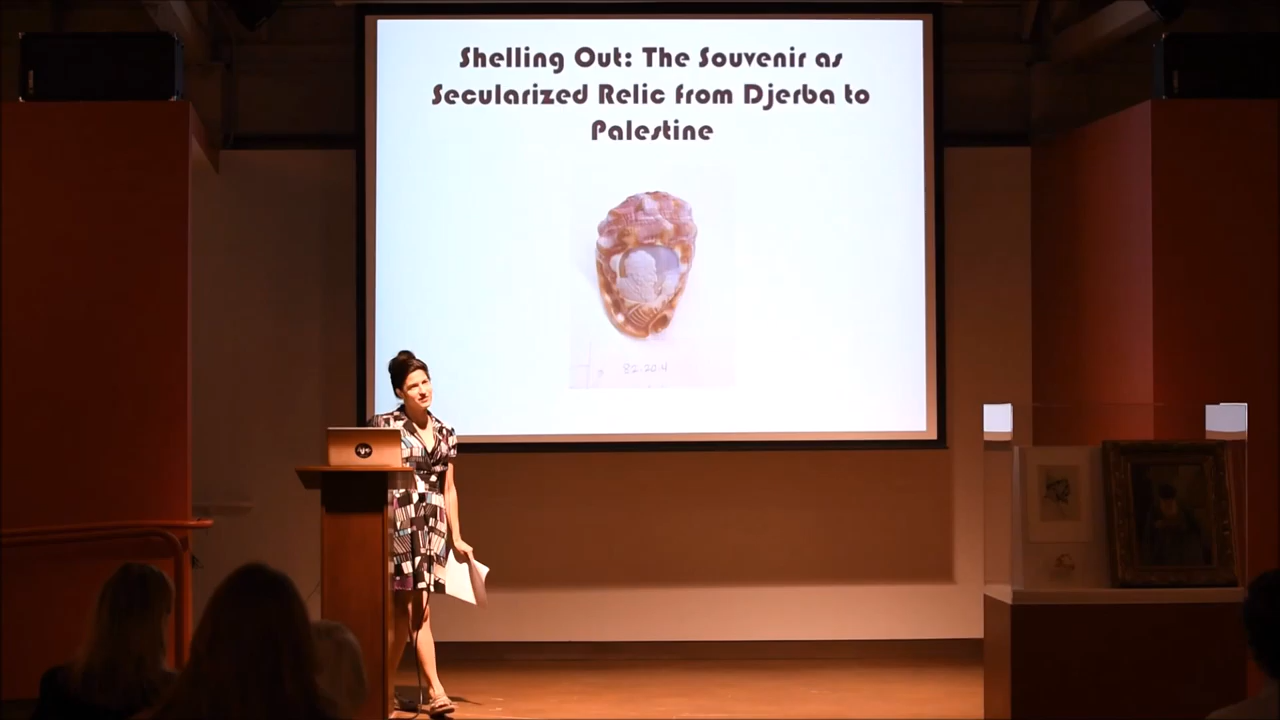 Shelling Out: The Souvenir as
Secularized Relic from Djerba to
Palestine
82.20.4